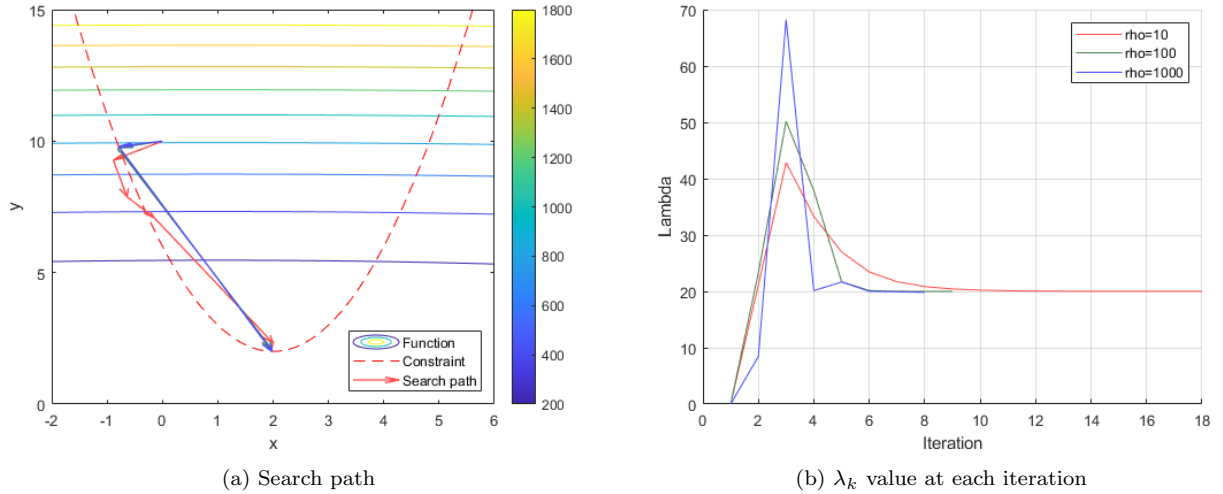 15
10
5
0
y
-2 -1 0 1 2 3 4 5 6
x
Function
Constraint
Search path
1800
1600
1400
1200
1000
800
600
400
200
(a) Search path
70
60
50
40
30
20
10
0
Lambda
0 2 4 6 8 10 12 14 16 18
Iteration
rho=10
rho=100
rho=1000
(b) λₖ value at each iteration